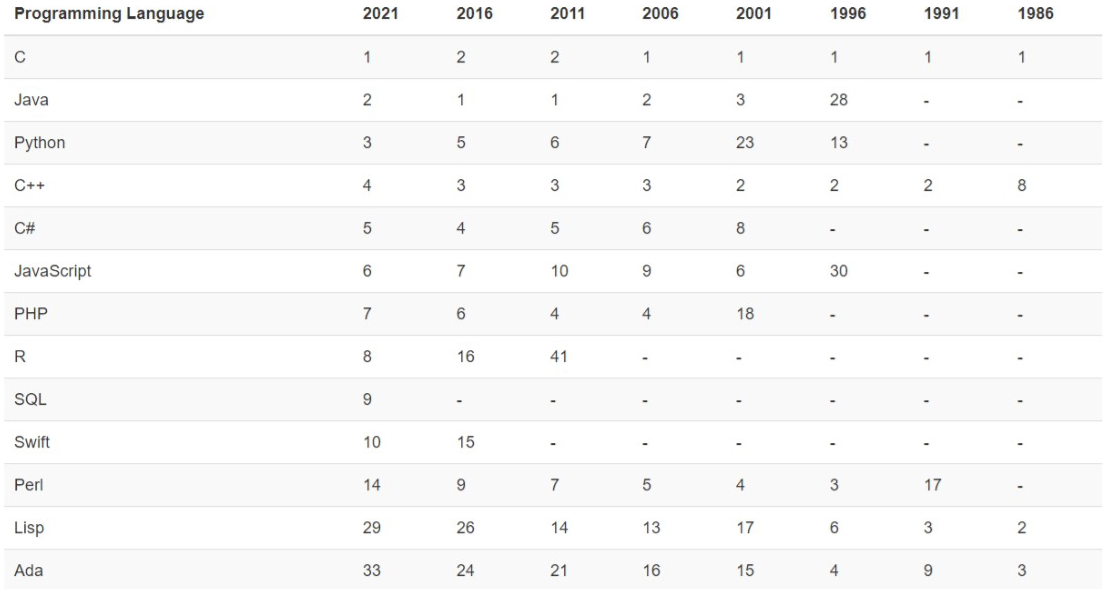 Programming Language 2021 2016 2011 2006 2001 1996 1991 1986
C 1 2 2 1 1 1 1 1
Java 2 1 1 2 3 28 - -
Python 3 5 6 7 23 13 - -
C++ 4 3 3 3 2 2 2 8
C# 5 4 5 6 8 - - -
JavaScript 6 7 10 9 6 30 - -
PHP 7 6 4 4 18 - - -
R 8 16 41 - - - - -
SQL 9 - - - - - - -
Swift 10 15 - - - - - -
Perl 14 9 7 5 4 3 17 -
Lisp 29 26 14 13 17 6 3 2
Ada 33 24 21 16 15 4 9 3